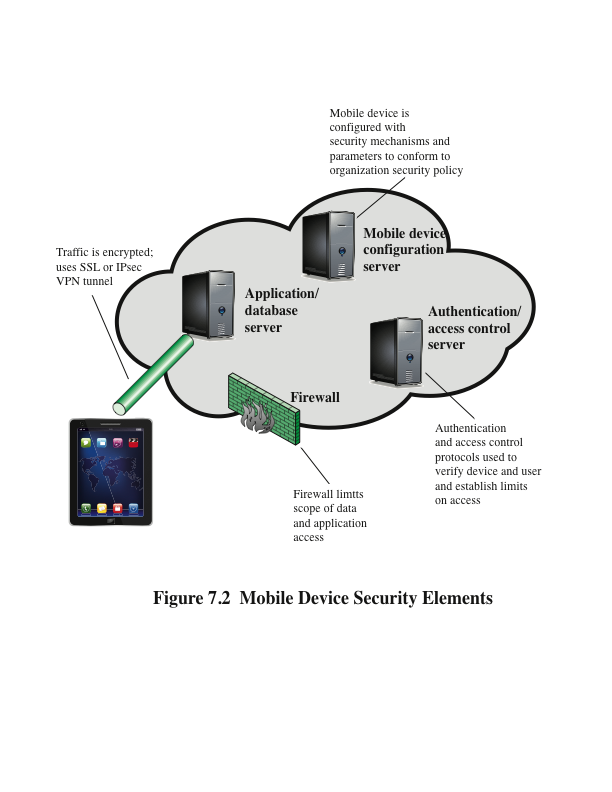 Mobile device is
configured with
security mechanisms and
parameters to conform to
organization security policy
Traffic is encrypted;
uses SSL or IPsec
VPN tunnel
Mobile device
configuration
server
Application/
database
server
Authentication/
access control
server
Firewall
Authentication
and access control
protocols used to
verify device and user
and establish limits
on access
Firewall limtts
scope of data
and application
access
Figure 7.2  Mobile Device Security Elements